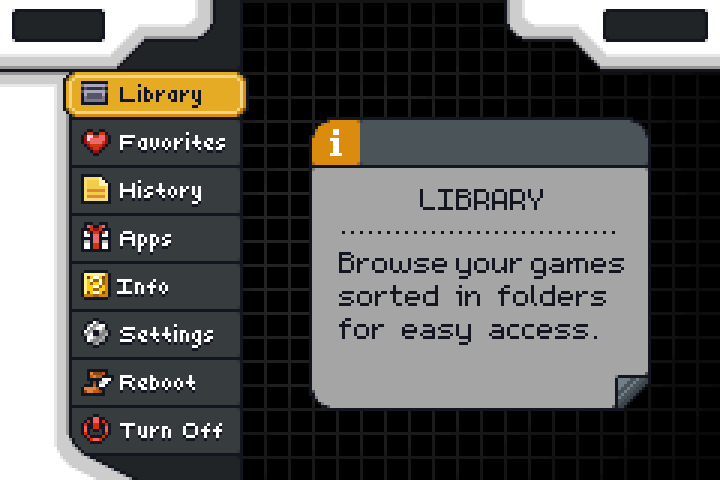 Library
Favorites
History
Apps
Info
Settings
Reboot
Turn Off
i
LIBRARY
Browse your games
sorted in folders
for easy access.